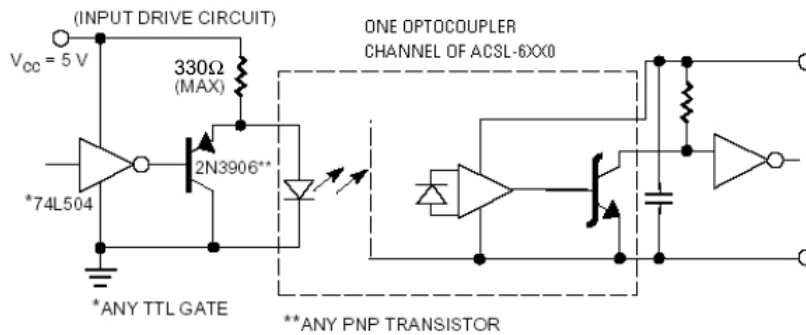 (INPUT DRIVE CIRCUIT)
ONE OPTOCOUPLER
CHANNEL OF ACSL-6XX0
VCC = 5 V
330Ω
(MAX)
2N3906**
*74L504
*ANY TTL GATE
**ANY PNP TRANSISTOR